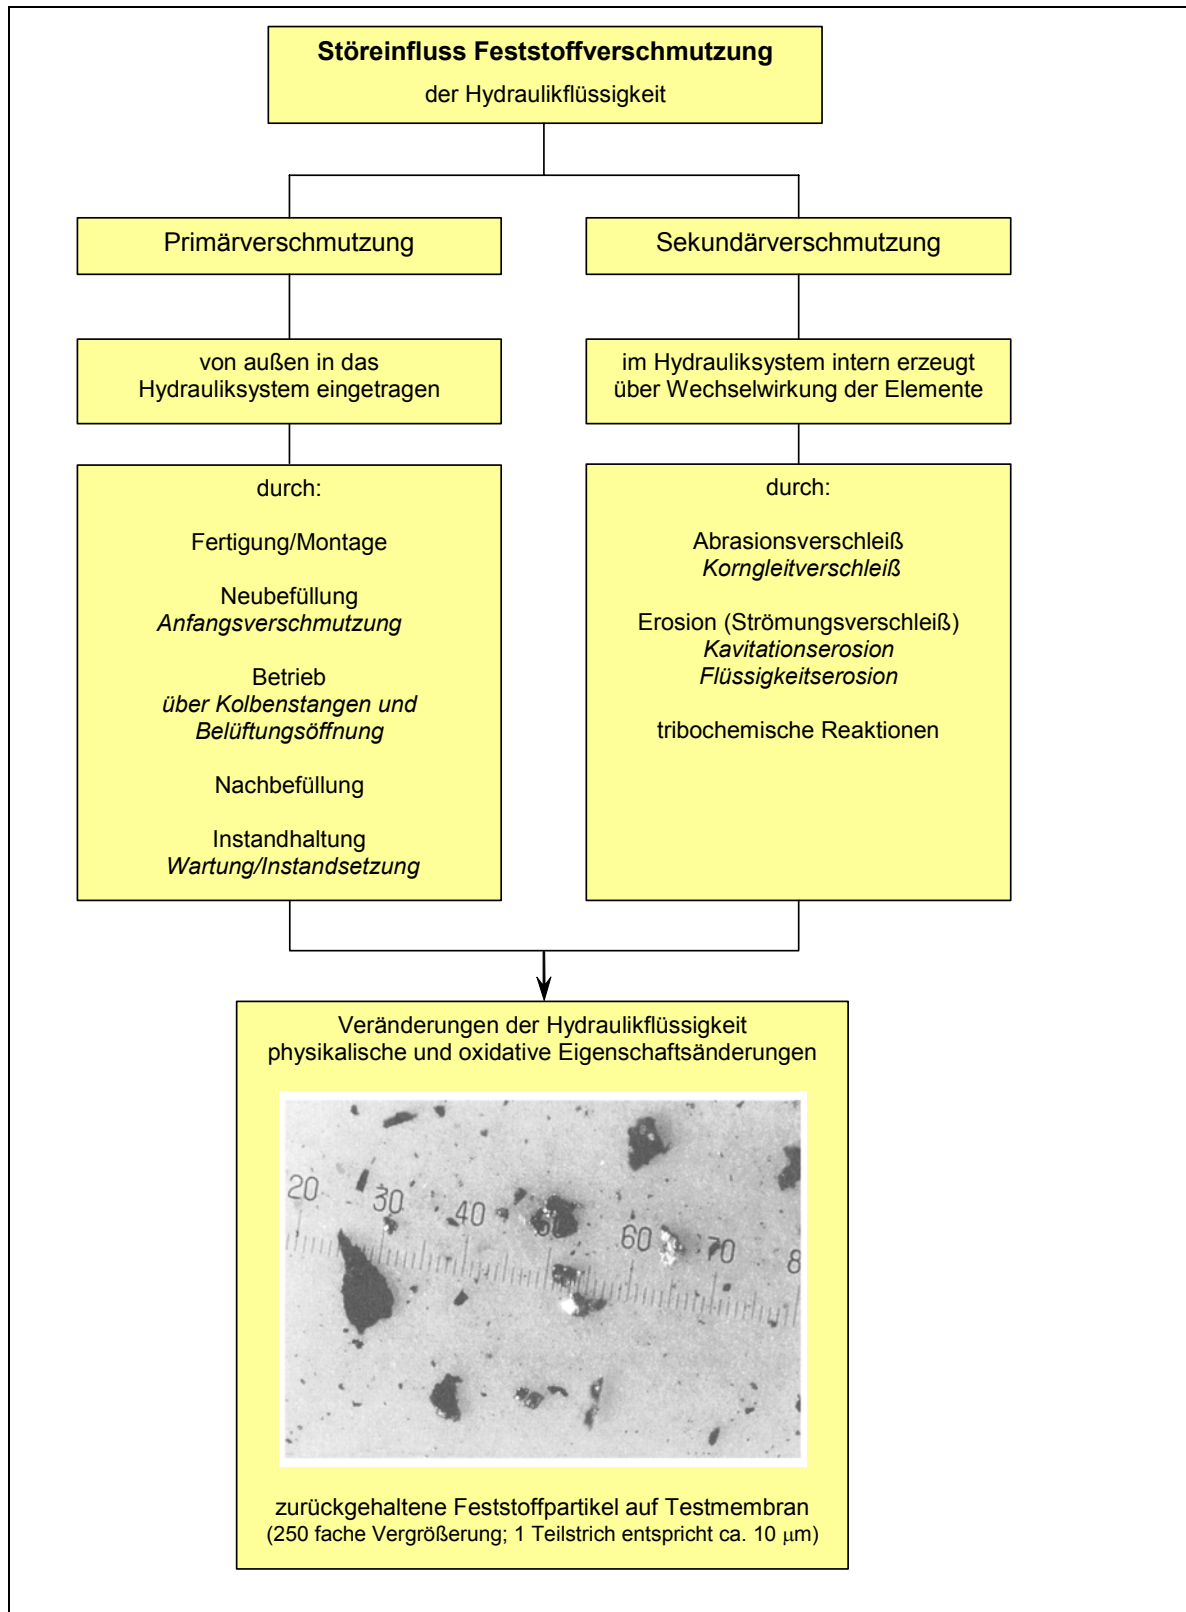 Störeinfluss Feststoffverschmutzung
der Hydraulikflüssigkeit
Primärverschmutzung
von außen in das
Hydrauliksystem eingetragen
durch:
Fertigung/Montage
Neubefüllung
Anfangsverschmutzung
Betrieb
über Kolbenstangen und
Belüftungsöffnung
Nachbefüllung
Instandhaltung
Wartung/Instandsetzung
Sekundärverschmutzung
im Hydrauliksystem intern erzeugt
über Wechselwirkung der Elemente
durch:
Abrasionsverschleiß
Korngleitverschleiß
Erosion (Strömungsverschleiß)
Kavitationserosion
Flüssigkeitserosion
tribochemische Reaktionen
Veränderungen der Hydraulikflüssigkeit
physikalische und oxidative Eigenschaftsänderungen
20 30 40 50 60 70 8
zurückgehaltene Feststoffpartikel auf Testmembran
(250 fache Vergrößerung; 1 Teilstrich entspricht ca. 10 μm)